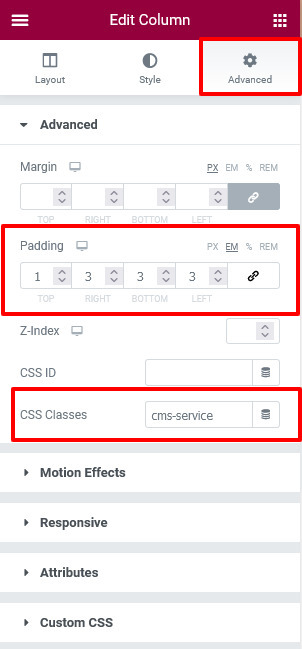 Edit Column
Layout Style Advanced
Advanced
Margin PX EM % REM
TOP RIGHT BOTTOM LEFT
Padding PX EM % REM
1 3 3 3
TOP RIGHT BOTTOM LEFT
Z-Index
CSS ID
CSS Classes cms-service
Motion Effects
Responsive
Attributes
Custom CSS